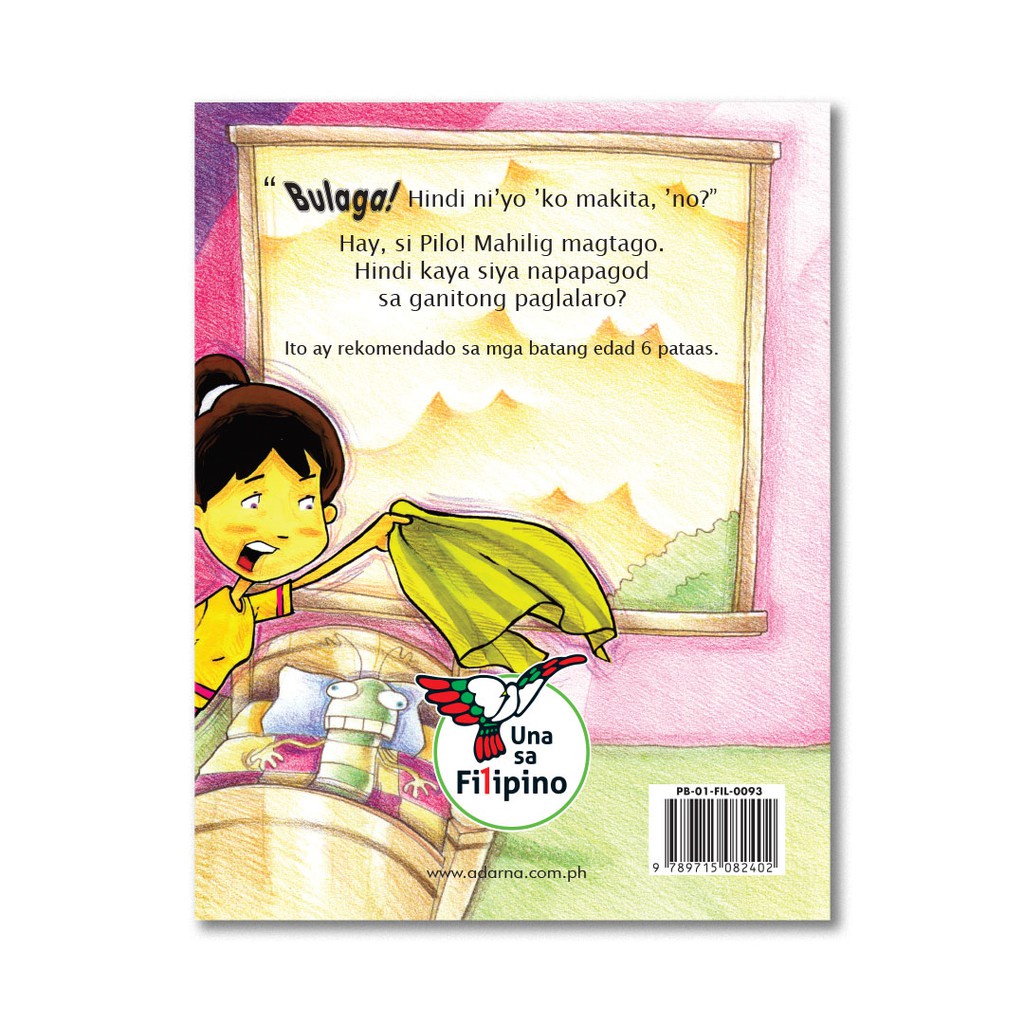 “Bulaga! Hindi ni’yo ’ko makita, ’no?”
Hay, si Pilo! Mahilig magtago.
Hindi kaya siya napapagod
sa ganitong paglalaro?
Ito ay rekomendado sa mga batang edad 6 pataas.
Una
sa
Filipino
PB-01-FIL-0093
9 789715 082402
www.adarna.com.ph